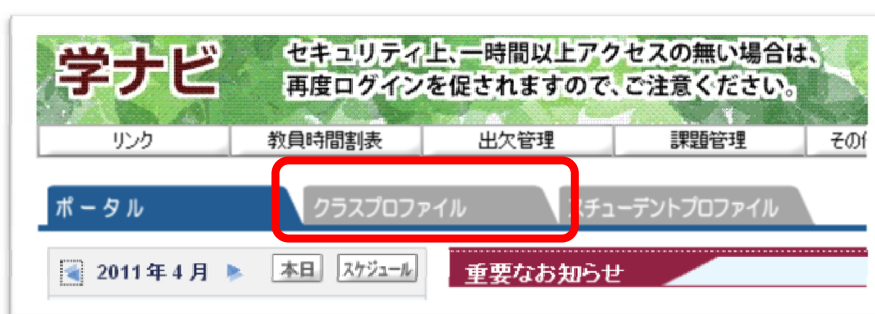 学ナビ
セキュリティ上、一時間以上アクセスの無い場合は、
再度ログインを促されますので、ご注意ください。
リンク 教員時間割表 出欠管理 課題管理 その
ポータル クラスプロファイル スチューデントプロファイル
2011年4月 本日 スケジュール 重要なお知らせ